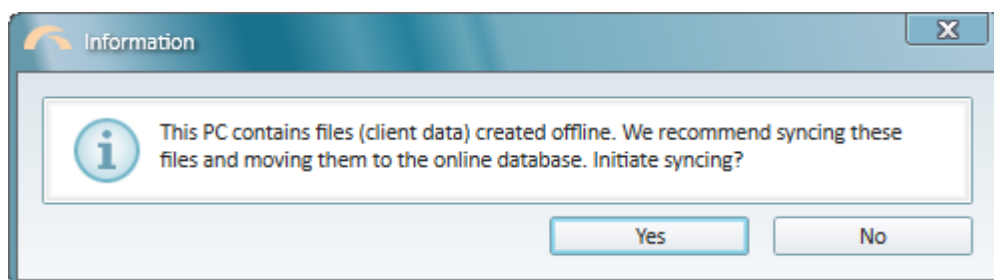 Information
This PC contains files (client data) created offline. We recommend syncing these
files and moving them to the online database. Initiate syncing?
Yes
No